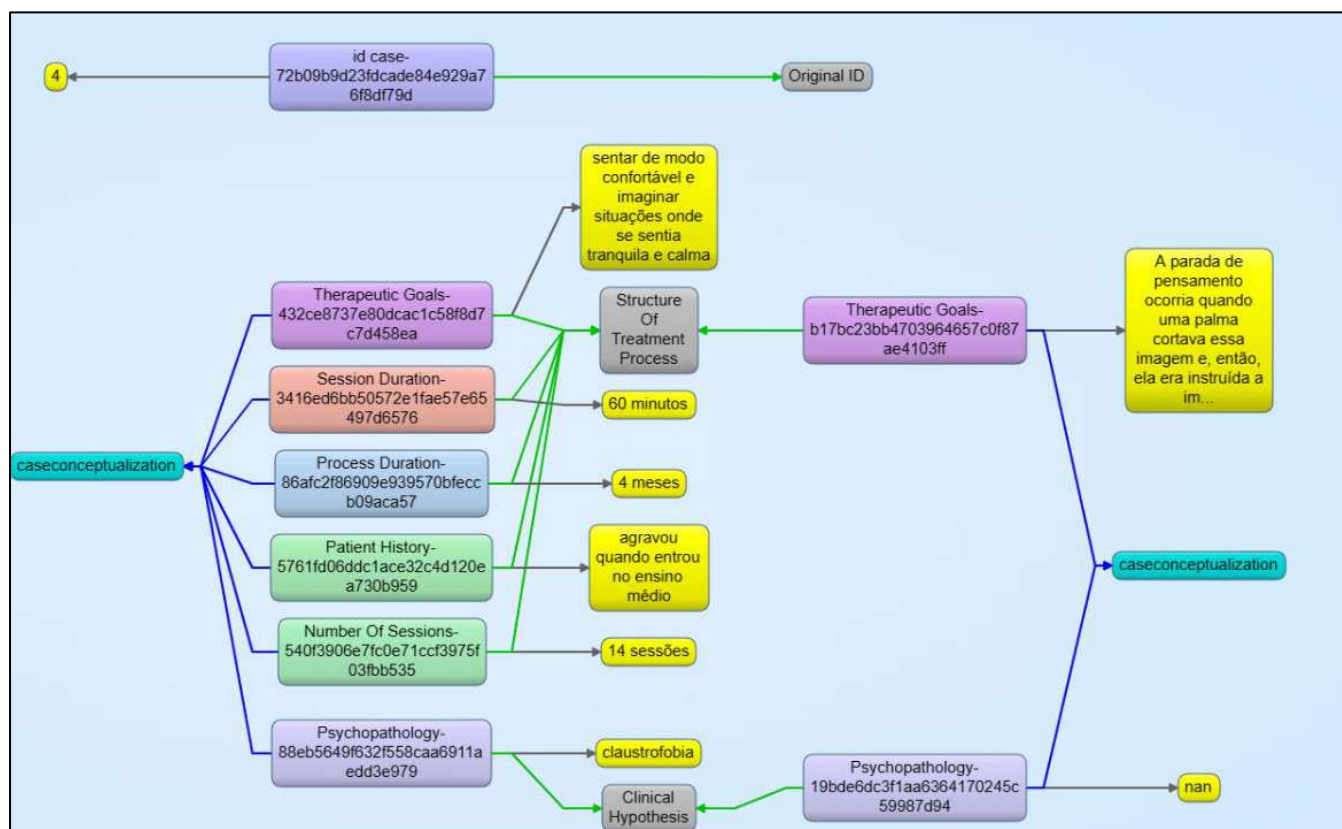 id case-
72b09b9d23fdcade84e929a7
6f8df79d
4
Original ID
sentar de modo
confortável e
imaginar
situações onde
se sentia
tranquila e calma
A parada de
pensamento
ocorria quando
uma palma
cortava essa
imagem e, então,
ela era instruída a
im...
Therapeutic Goals-
432ce8737e80dcac1c58f8d7
c7d458ea
Structure
Of
Treatment
Process
Therapeutic Goals-
b17bc23bb4703964657c0f87
ae4103ff
Session Duration-
3416ed6bb50572e1fae57e65
497d6576
60 minutos
caseconceptualization
Process Duration-
86afc2f86909e939570bfecc
b09aca57
4 meses
Patient History-
5761fd06ddc1ace32c4d120e
a730b959
agravou
quando entrou
no ensino
médio
caseconceptualization
Number Of Sessions-
540f3906e7fc0e71ccf3975f
03fbb535
14 sessões
Psychopathology-
88eb5649f632f558caa6911a
edd3e979
claustrofobia
Clinical
Hypothesis
Psychopathology-
19bde6dc3f1aa6364170245c
59987d94
nan